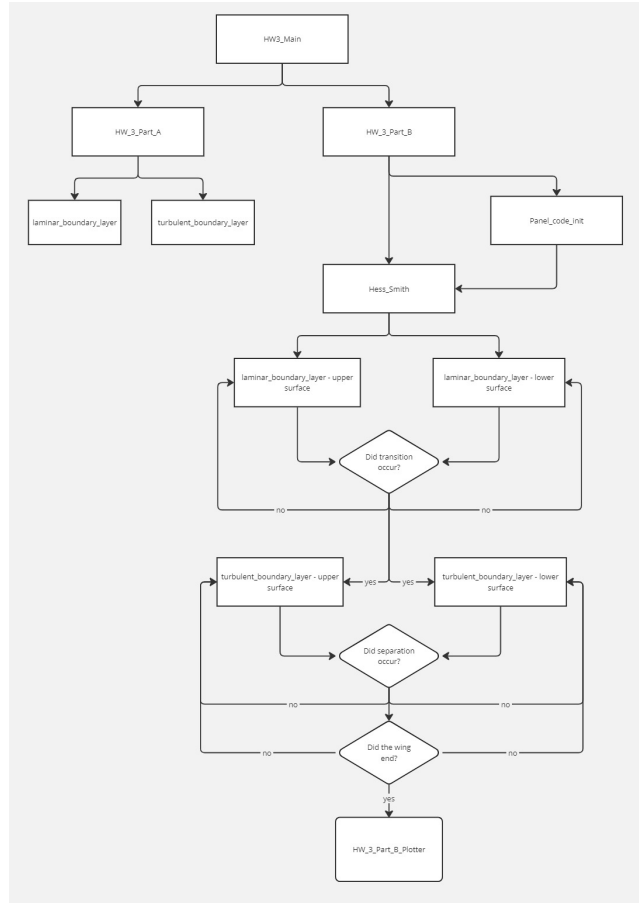 HW3_Main
HW_3_Part_A
HW_3_Part_B
laminar_boundary_layer
turbulent_boundary_layer
Panel_code_init
Hess_Smith
laminar_boundary_layer - upper
surface
laminar_boundary_layer - lower
surface
Did transition
occur?
no
no
turbulent_boundary_layer - upper
surface
yes
yes
turbulent_boundary_layer - lower
surface
Did separation
occur?
no
no
Did the wing
end?
no
no
yes
HW_3_Part_B_Plotter